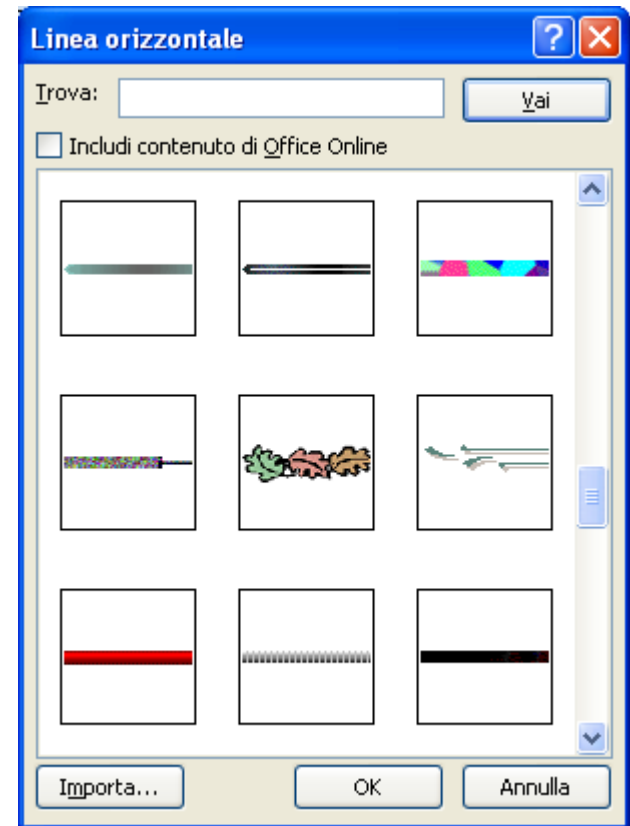 Linea orizzontale
Trova:
Vai
Includi contenuto di Office Online
Importa...
OK
Annulla